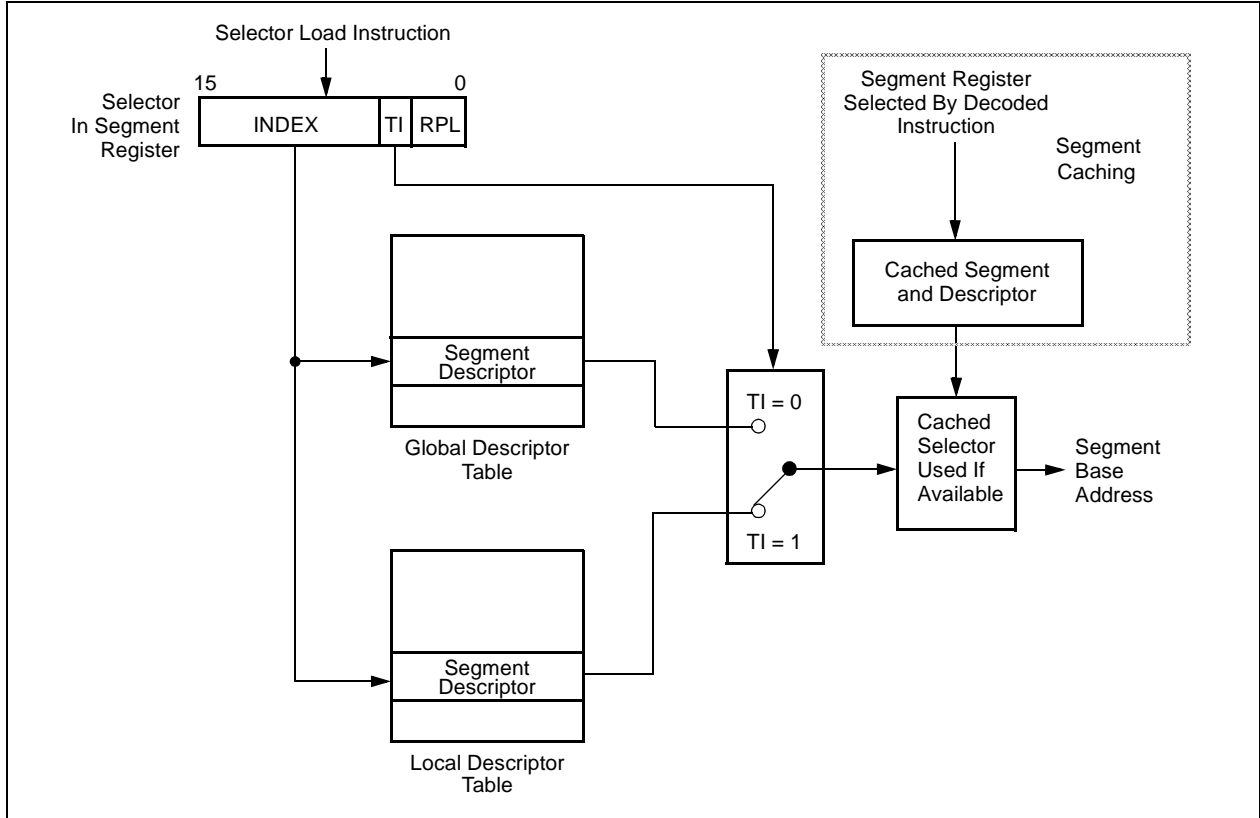 Selector Load Instruction
15
0
Selector
In Segment
Register
INDEX
TI
RPL
Segment Register
Selected By Decoded
Instruction
Segment
Caching
Cached Segment
and Descriptor
Segment
Descriptor
Global Descriptor
Table
TI = 0
TI = 1
Cached
Selector
Used If
Available
Segment
Base
Address
Segment
Descriptor
Local Descriptor
Table